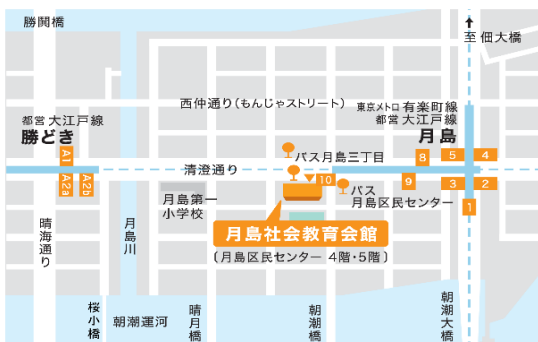 勝鬨橋
至 佃大橋
西仲通り(もんじゃストリート)
東京メトロ 有楽町線
都営 大江戸線
月島
都営 大江戸線
勝どき
A1
A2a
A2b
清澄通り
バス月島三丁目
8
5
4
10
9
3
2
1
バス
月島区民センター
月島第一
小学校
月島社会教育会館
(月島区民センター 4階・5階)
晴海通り
月島川
桜小橋
朝潮運河
晴月橋
朝潮橋
朝潮大橋